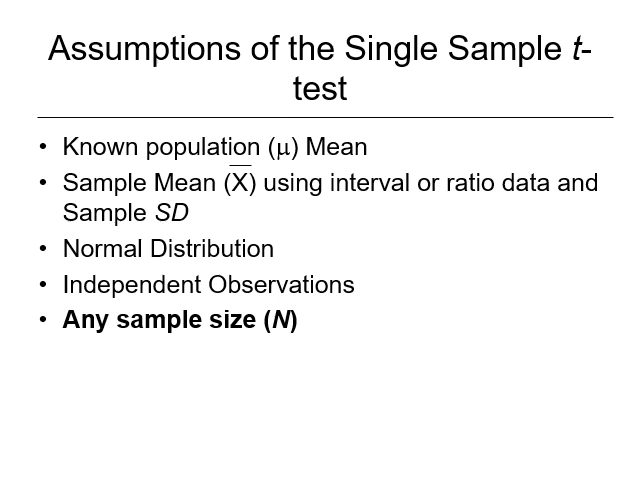 Assumptions of the Single Sample t-
test
• Known population (μ) Mean
• Sample Mean (X̅) using interval or ratio data and
Sample SD
• Normal Distribution
• Independent Observations
• Any sample size (N)